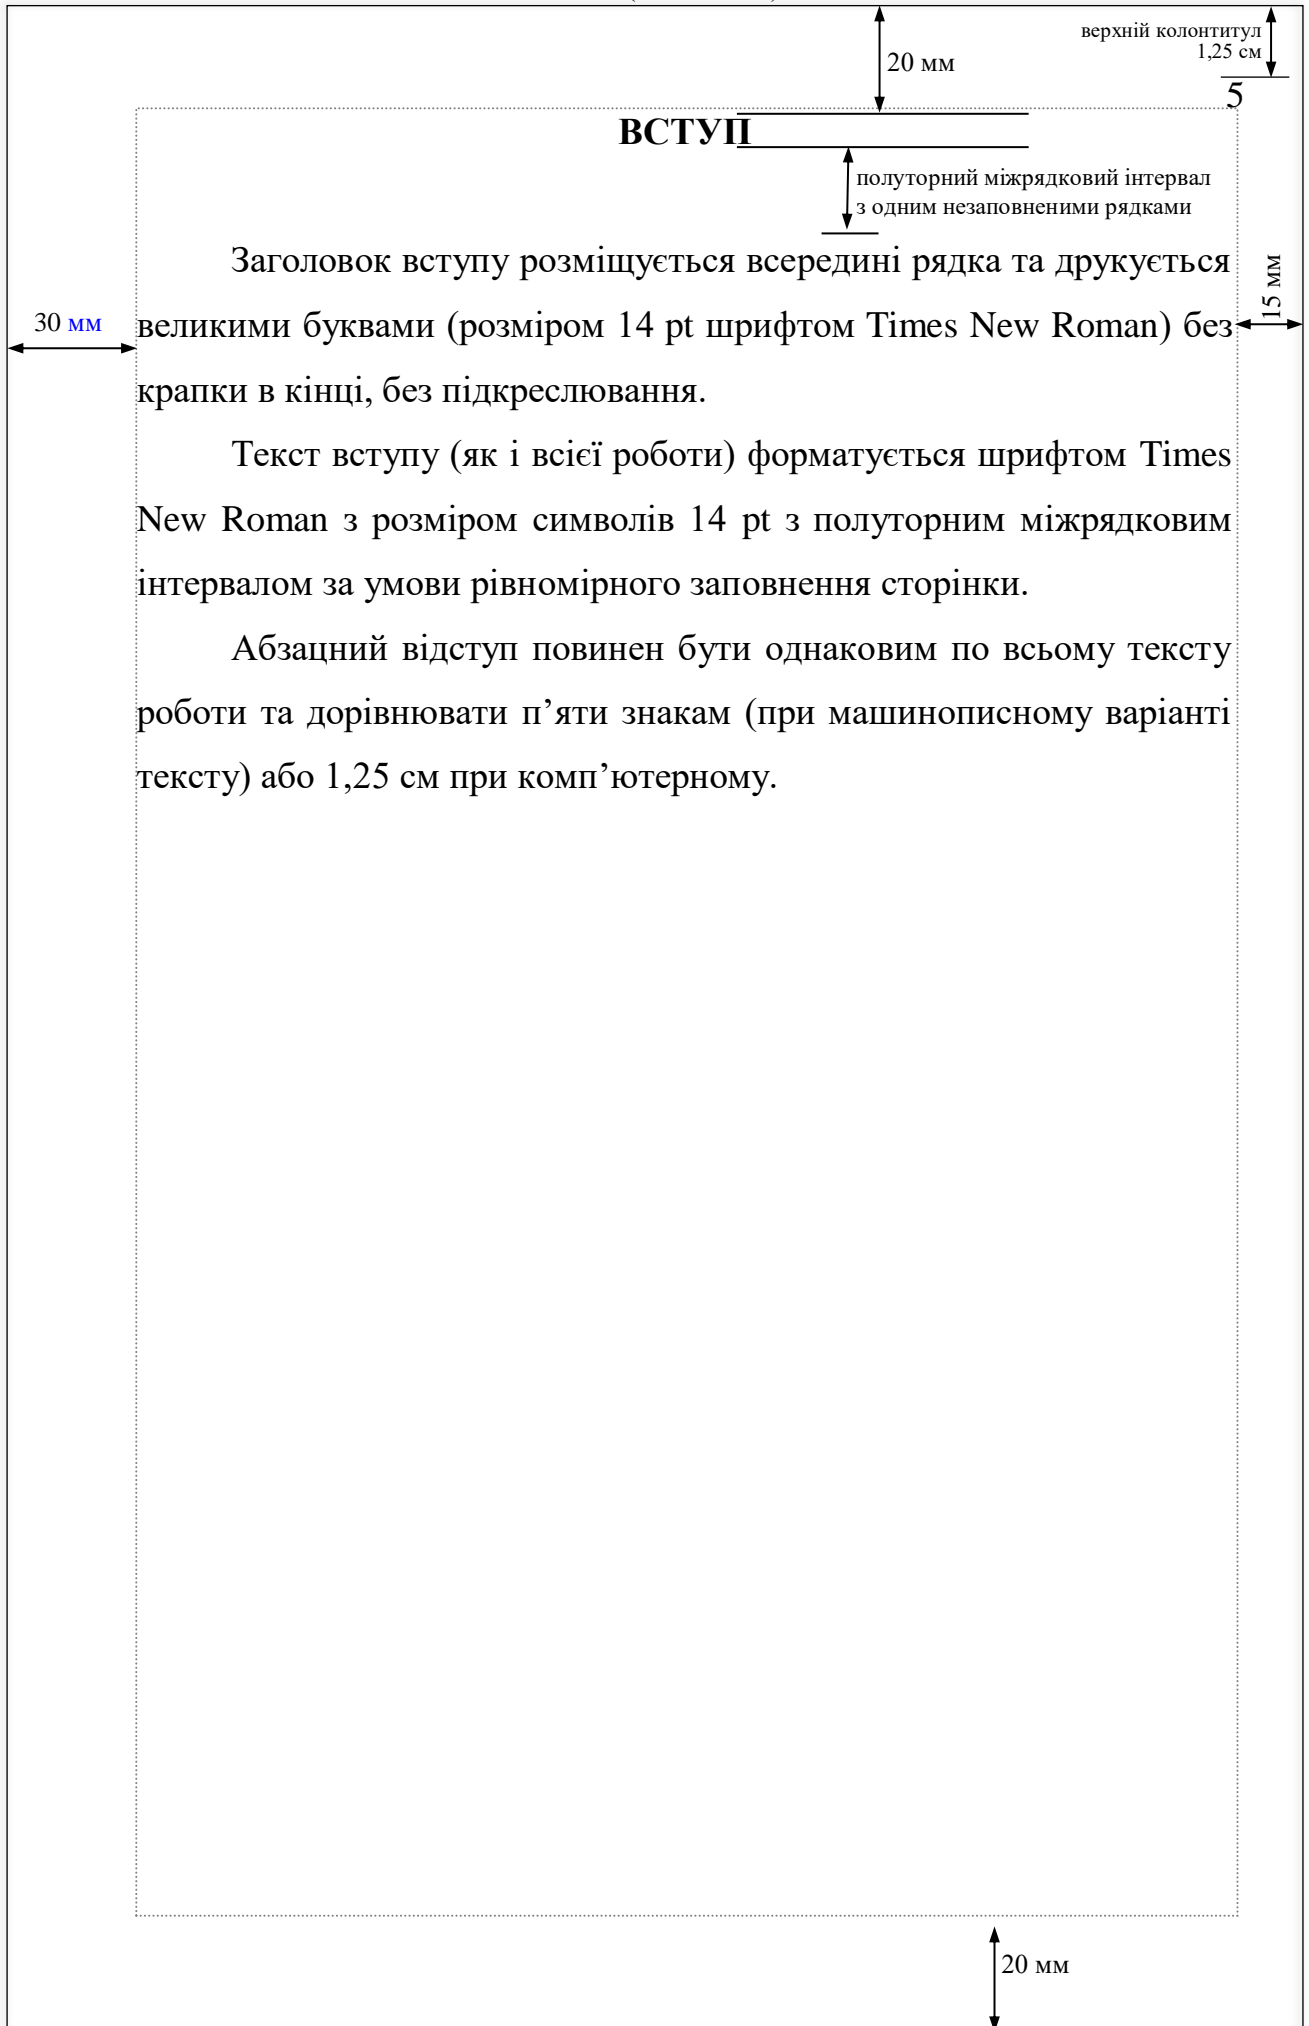 верхній колонтитул
1,25 см
20 мм
5
ВСТУП
полуторний міжрядковий інтервал
з одним незаповненими рядками
Заголовок вступу розміщується всередині рядка та друкується
15 мм
30 мм
великими буквами (розміром 14 pt шрифтом Times New Roman) без
крапки в кінці, без підкреслювання.
Текст вступу (як і всієї роботи) форматується шрифтом Times
New Roman з розміром символів 14 pt з полуторним міжрядковим
інтервалом за умови рівномірного заповнення сторінки.
Абзацний відступ повинен бути однаковим по всьому тексту
роботи та дорівнювати п’яти знакам (при машинописному варіанті
тексту) або 1,25 см при комп’ютерному.
20 мм